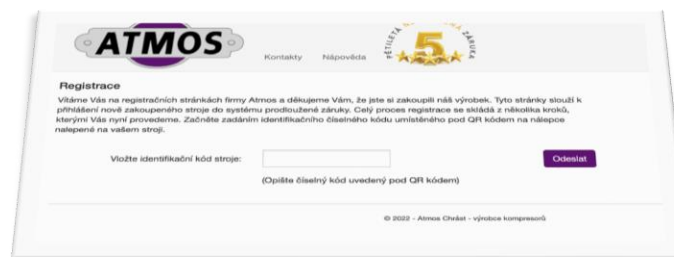 ATMOS
Kontakty Nápověda
PĚTILETÁ ZÁRUKA
5
Registrace
Vítáme Vás na registračních stránkách firmy Atmos a děkujeme Vám, že jste si zakoupili náš výrobek. Tyto stránky slouží k
přihlášení nově zakoupeného stroje do systému prodloužené záruky. Celý proces registrace se skládá z několika kroků,
kterými Vás nyní provedeme. Začněte zadáním identifikačního číselného kódu umístěného pod QR kódem na nálepce
nalepené na vašem stroji.
Vložte identifikační kód stroje: Odeslat
(Opište číselný kód uvedený pod QR kódem)
© 2022 - Atmos Chrást - výrobce kompresorů